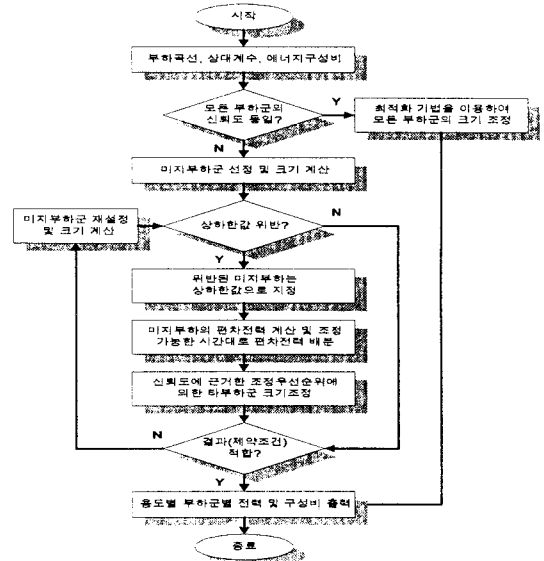 시작
부하곡선, 상대계수, 에너지구성비
모든 부하군의
신뢰도 동일?
Y
최적화 기법을 이용하여
모든 부하군의 크기 조정
N
미지부하군 선정 및 크기 계산
미지부하군 재설정
및 크기 계산
상하한값 위반?
N
Y
위반된 미지부하는
상하한값으로 지정
미지부하의 편차전력 계산 및 조정
가능한 시간대로 편차전력 배분
신뢰도에 근거한 조정우선순위에
의한 타부하군 크기조정
N
결과(제약조건)
적합?
Y
용도별 부하군별 전력 및 구성비 출력
종료